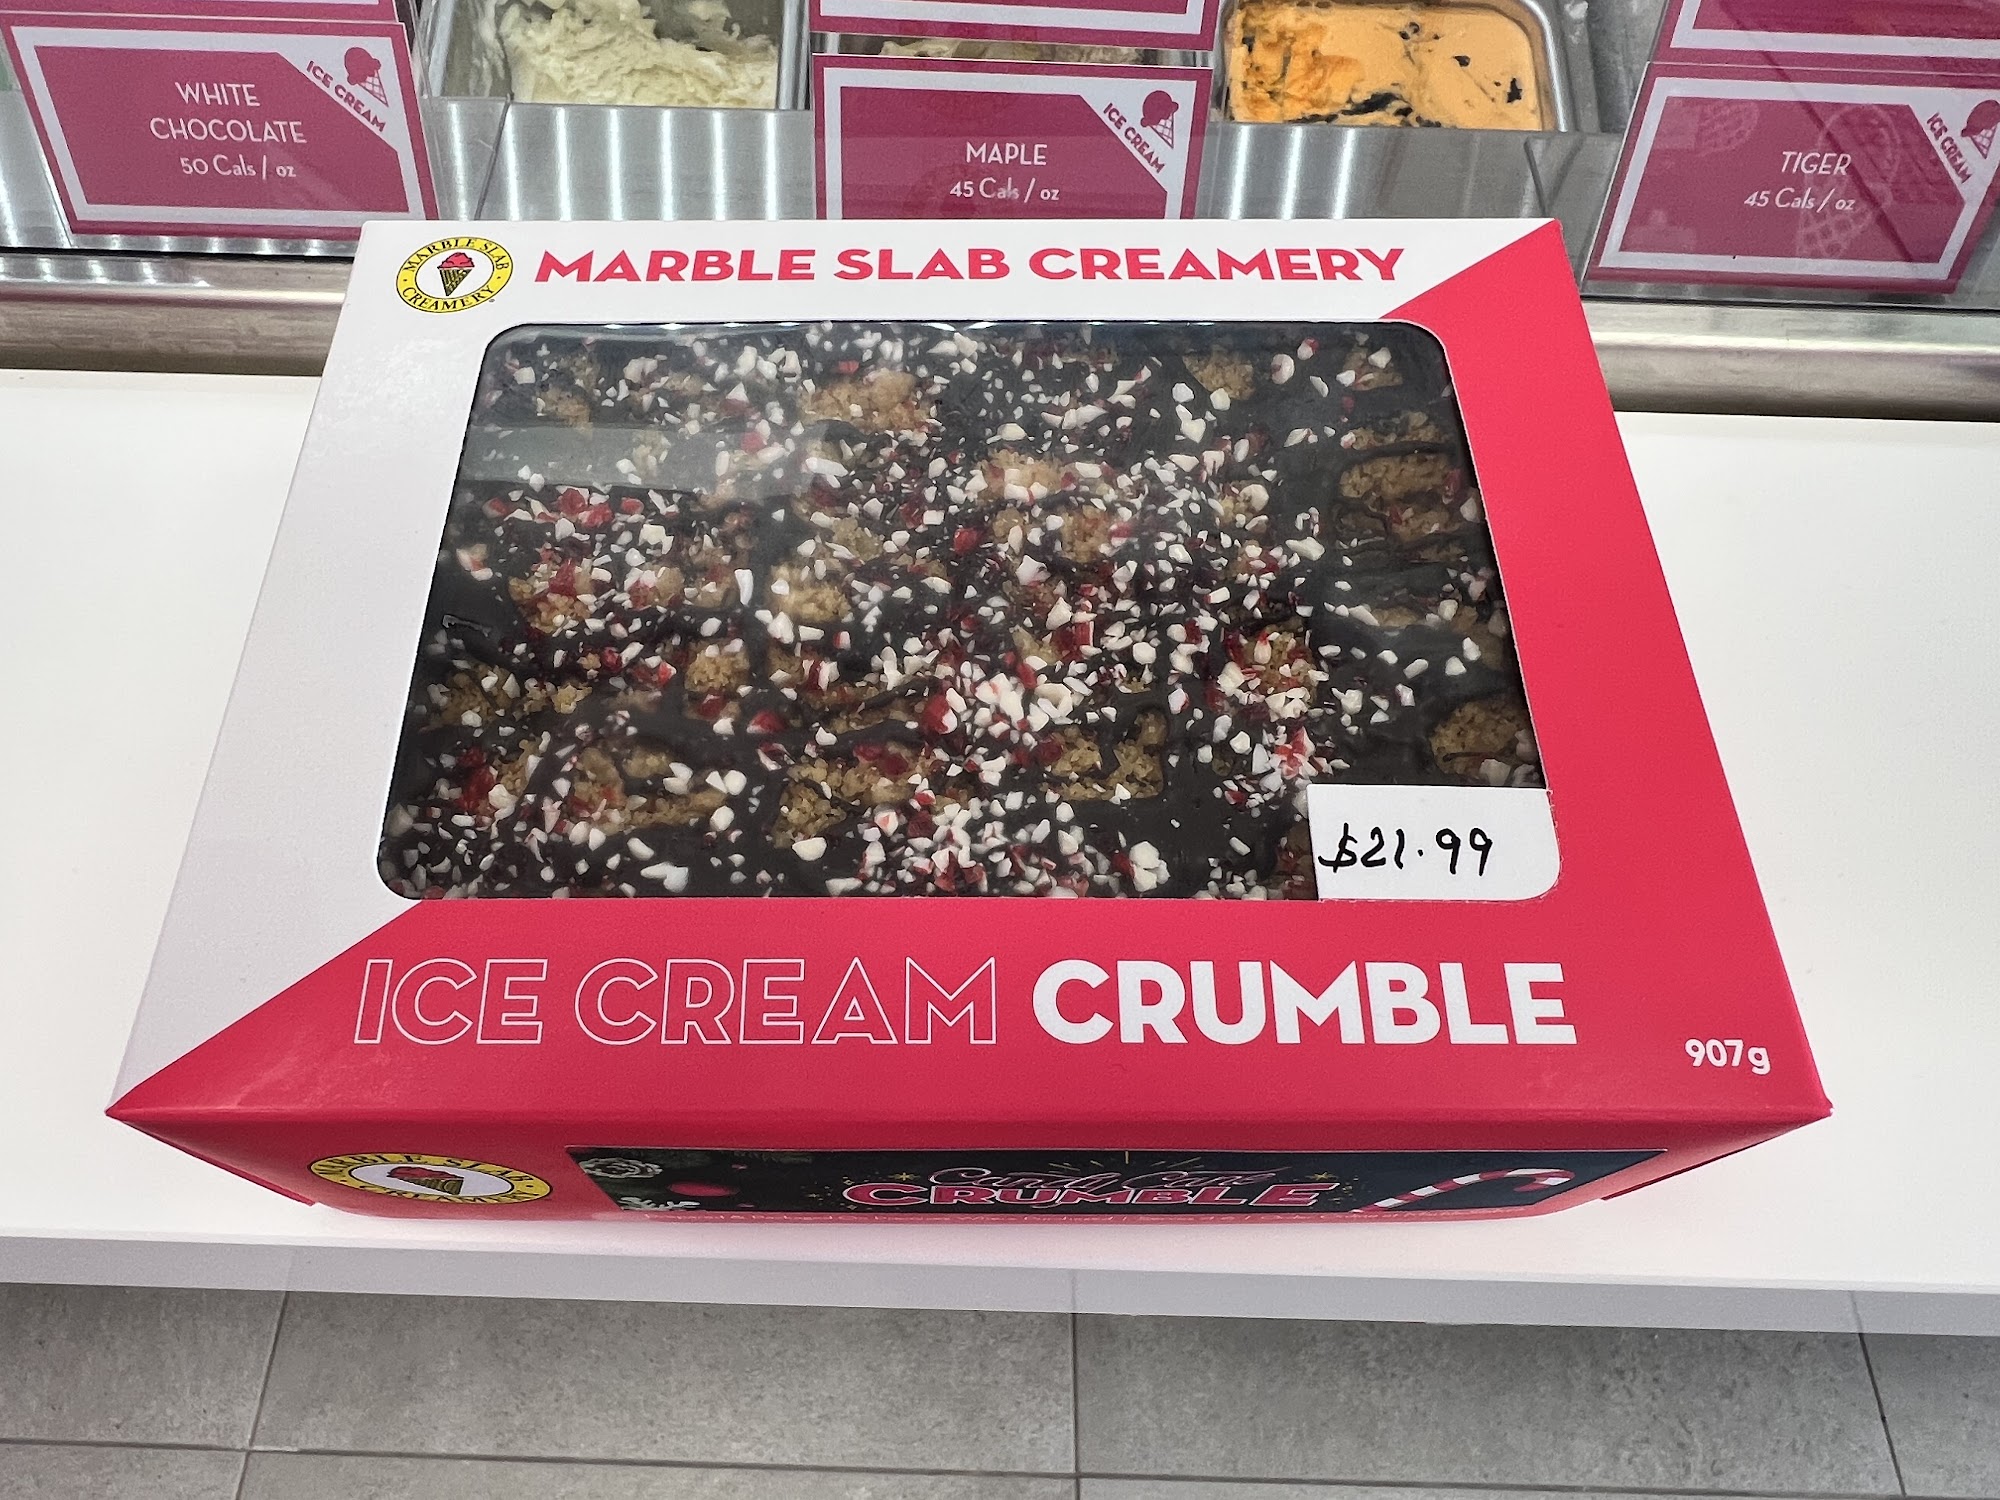 WHITE
CHOCOLATE
50 Cals / oz
ICE CREAM
MAPLE
45 Cals / oz
ICE CREAM
TIGER
45 Cals / oz
ICE CREAM
MARBLE SLAB
CREAMERY
MARBLE SLAB CREAMERY
$21.99
ICE CREAM CRUMBLE
907g
MARBLE SLAB
CREAMERY
Candy Cane
CRUMBLE